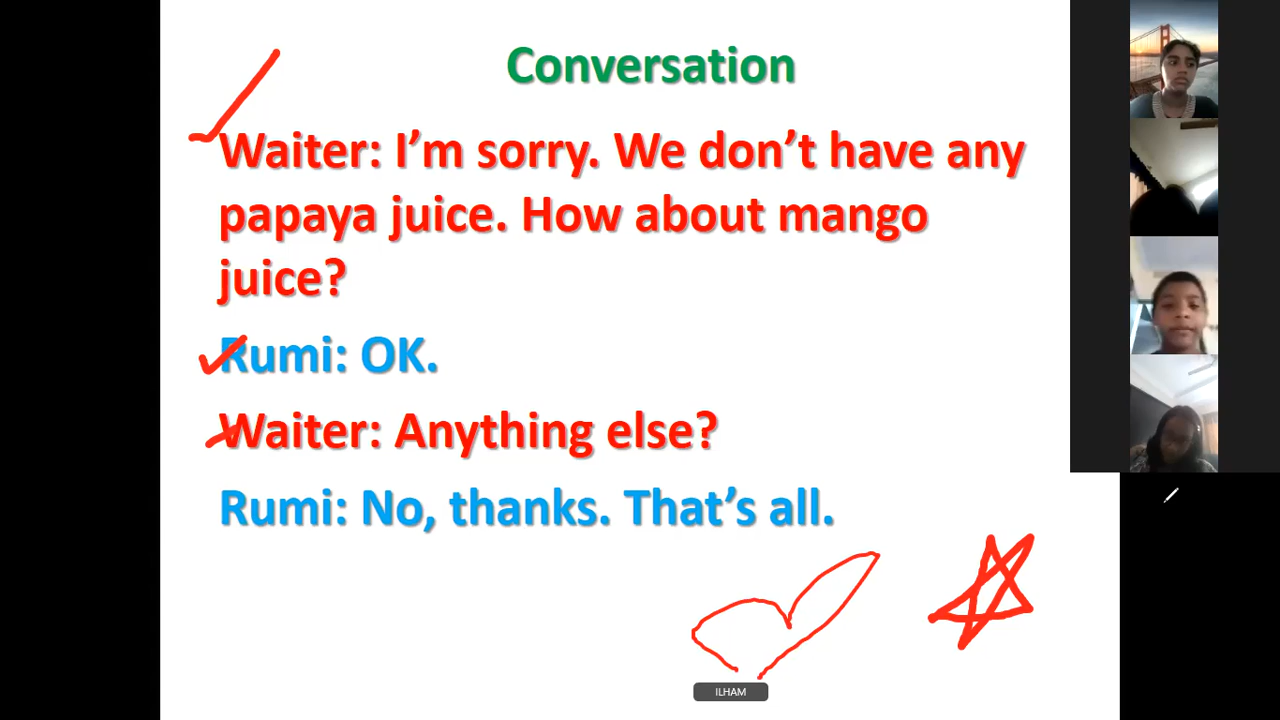 Conversation
Waiter: I'm sorry. We don't have any
papaya juice. How about mango
juice?
Rumi: OK.
Waiter: Anything else?
Rumi: No, thanks. That's all.
ILHAM